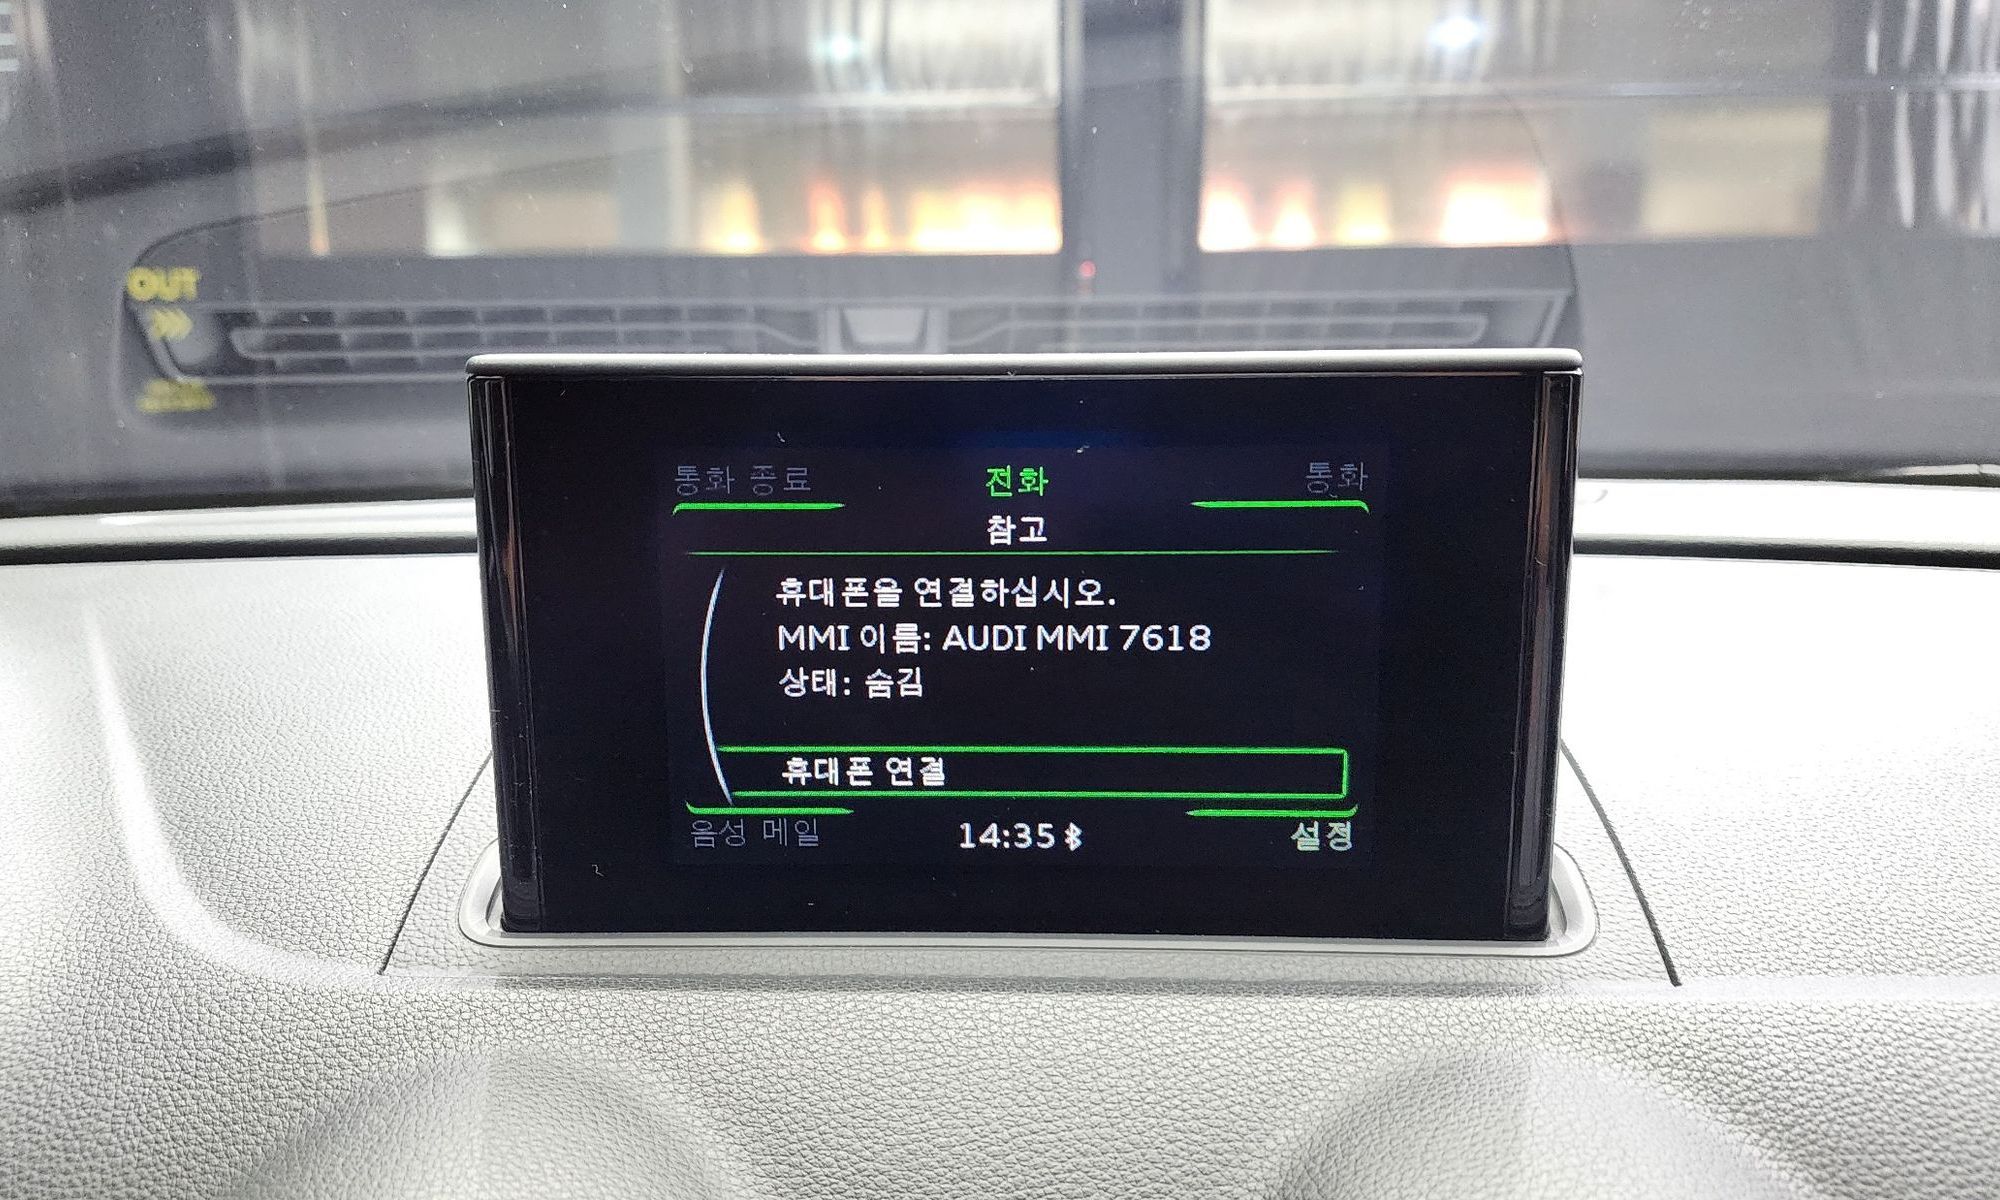 OUT
통화 종료 전화 통화
참고
휴대폰을 연결하십시오.
MMI 이름: AUDI MMI 7618
상태: 숨김
휴대폰 연결
음성 메일 14:35 설정